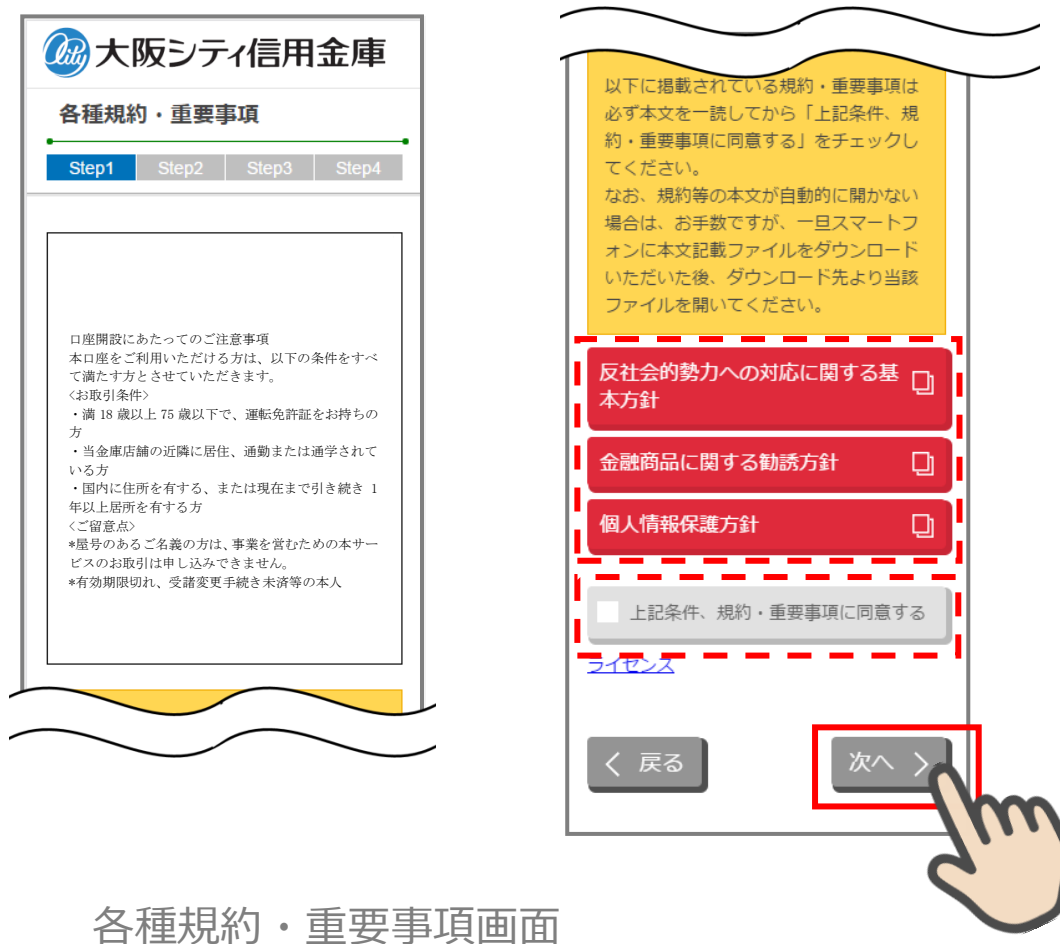 City 大阪シティ信用金庫
各種規約・重要事項
Step1 Step2 Step3 Step4
口座開設にあたってのご注意事項
本口座をご利用いただける方は、以下の条件をすべ
て満たす方とさせていただきます。
〈お取引条件〉
・満 18 歳以上 75 歳以下で、運転免許証をお持ちの
方
・当金庫店舗の近隣に居住、通勤または通学されて
いる方
・国内に住所を有する、または現在まで引き続き 1
年以上居所を有する方
〈ご留意点〉
*屋号のあるご名義の方は、事業を営むための本サー
ビスのお取引は申し込みできません。
*有効期限切れ、受諸変更手続き未済等の本人
以下に掲載されている規約・重要事項は
必ず本文を一読してから「上記条件、規
約・重要事項に同意する」をチェックし
てください。
なお、規約等の本文が自動的に開かない
場合は、お手数ですが、一旦スマートフ
ォンに本文記載ファイルをダウンロード
いただいた後、ダウンロード先より当該
ファイルを開いてください。
反社会的勢力への対応に関する基
本方針
金融商品に関する勧誘方針
個人情報保護方針
上記条件、規約・重要事項に同意する
ライセンス
戻る
次へ
各種規約・重要事項画面